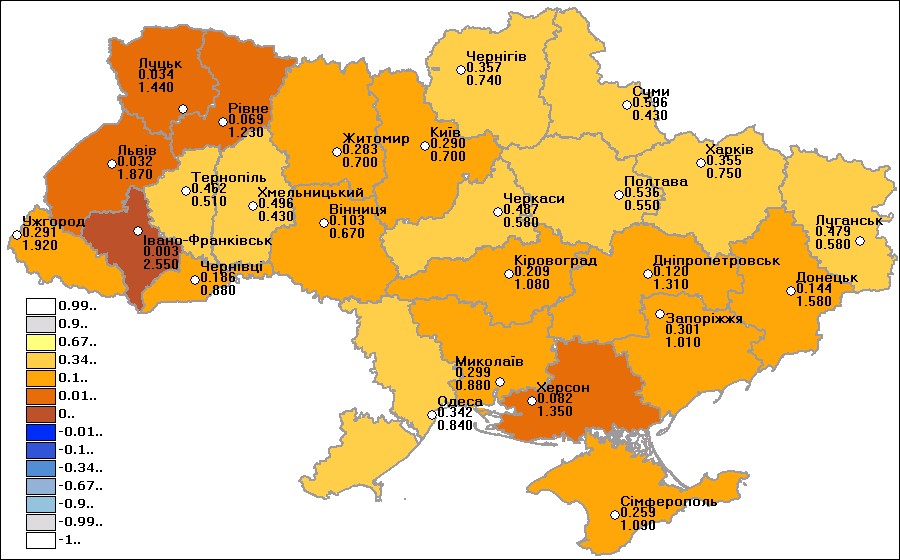 Чернігів
0.357
0.740
Луцьк
0.034
1.440
Суми
0.596
0.430
Рівне
0.069
1.230
Київ
0.290
0.700
Житомир
0.283
0.700
Харків
0.355
0.750
Львів
0.032
1.870
Тернопіль
0.462
0.510
Полтава
0.536
0.550
Хмельницький
0.496
0.430
Черкаси
0.487
0.580
Вінниця
0.103
0.670
Ужгород
0.291
1.920
Луганськ
0.479
0.580
Івано-Франківськ
0.003
2.550
Кіровоград
0.209
1.080
Дніпропетровськ
0.120
1.310
Чернівці
0.186
0.880
Донецьк
0.144
1.580
Запоріжжя
0.301
1.010
Миколаїв
0.299
0.880
Херсон
0.082
1.350
Одеса
0.342
0.840
Сімферополь
0.259
1.090
0.99..
0.9..
0.67..
0.34..
0.1..
0.01..
0..
-0.01..
-0.1..
-0.34..
-0.67..
-0.9..
-0.99..
-1..